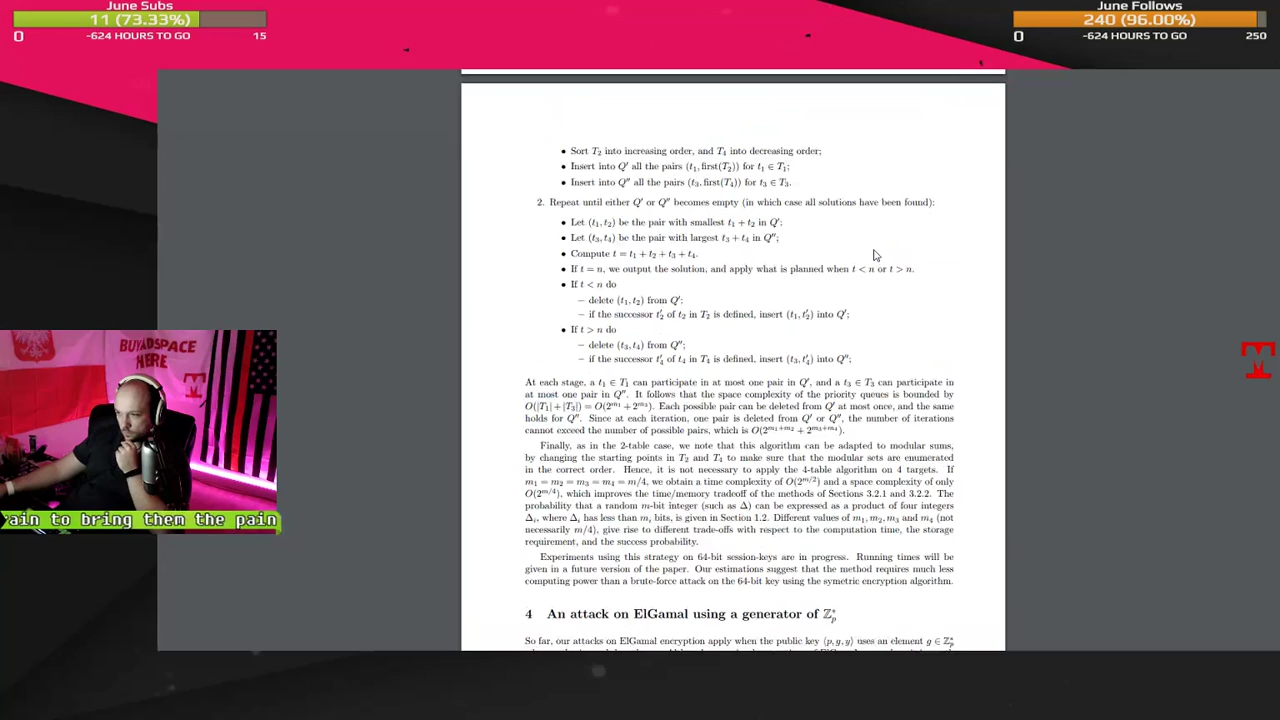 June Subs
11 (73.33%)
0
-624 HOURS TO GO
15
June Follows
240 (96.00%)
0
-624 HOURS TO GO
250
• Sort T₂ into increasing order, and T₄ into decreasing order;
• Insert into Q′ all the pairs (t₁, first(T₂)) for t₁ ∈ T₁;
• Insert into Q″ all the pairs (t₃, first(T₄)) for t₃ ∈ T₃.
2. Repeat until either Q′ or Q″ becomes empty (in which case all solutions have been found):
• Let (t₁, t₂) be the pair with smallest t₁ + t₂ in Q′;
• Let (t₃, t₄) be the pair with largest t₃ + t₄ in Q″;
• Compute t = t₁ + t₂ + t₃ + t₄.
• If t = n, we output the solution, and apply what is planned when t < n or t > n.
• If t < n do
– delete (t₁, t₂) from Q′;
– if the successor t′₂ of t₂ in T₂ is defined, insert (t₁, t′₂) into Q′;
• If t > n do
– delete (t₃, t₄) from Q″;
– if the successor t′₄ of t₄ in T₄ is defined, insert (t₃, t′₄) into Q″;
At each stage, a t₁ ∈ T₁ can participate in at most one pair in Q′, and a t₃ ∈ T₃ can participate in
at most one pair in Q″. It follows that the space complexity of the priority queues is bounded by
O(|T₁| + |T₃|) = O(2^{m₁} + 2^{m₃}). Each possible pair can be deleted from Q′ at most once, and the same
holds for Q″. Since at each iteration, one pair is deleted from Q′ or Q″, the number of iterations
cannot exceed the number of possible pairs, which is O(2^{m₁+m₂} + 2^{m₃+m₄}).
Finally, as in the 2-table case, we note that this algorithm can be adapted to modular sums,
by changing the starting points in T₂ and T₄ to make sure that the modular sets are enumerated
in the correct order. Hence, it is not necessary to apply the 4-table algorithm on 4 targets. If
m₁ = m₂ = m₃ = m₄ = m/4, we obtain a time complexity of O(2^{m/2}) and a space complexity of only
O(2^{m/4}), which improves the time/memory tradeoff of the methods of Sections 3.2.1 and 3.2.2. The
probability that a random m-bit integer (such as Δ) can be expressed as a product of four integers
Δᵢ, where Δᵢ has less than mᵢ bits, is given in Section 1.2. Different values of m₁, m₂, m₃ and m₄ (not
necessarily m/4), give rise to different trade-offs with respect to the computation time, the storage
requirement, and the success probability.
Experiments using this strategy on 64-bit session-keys are in progress. Running times will be
given in a future version of the paper. Our estimations suggest that the method requires much less
computing power than a brute-force attack on the 64-bit key using the symetric encryption algorithm.
4 An attack on ElGamal using a generator of ℤ*ₚ
So far, our attacks on ElGamal encryption apply when the public key ⟨p, g, y⟩ uses an element g ∈ ℤ*ₚ
BUY AD SPACE
HERE
ain to bring them the pain